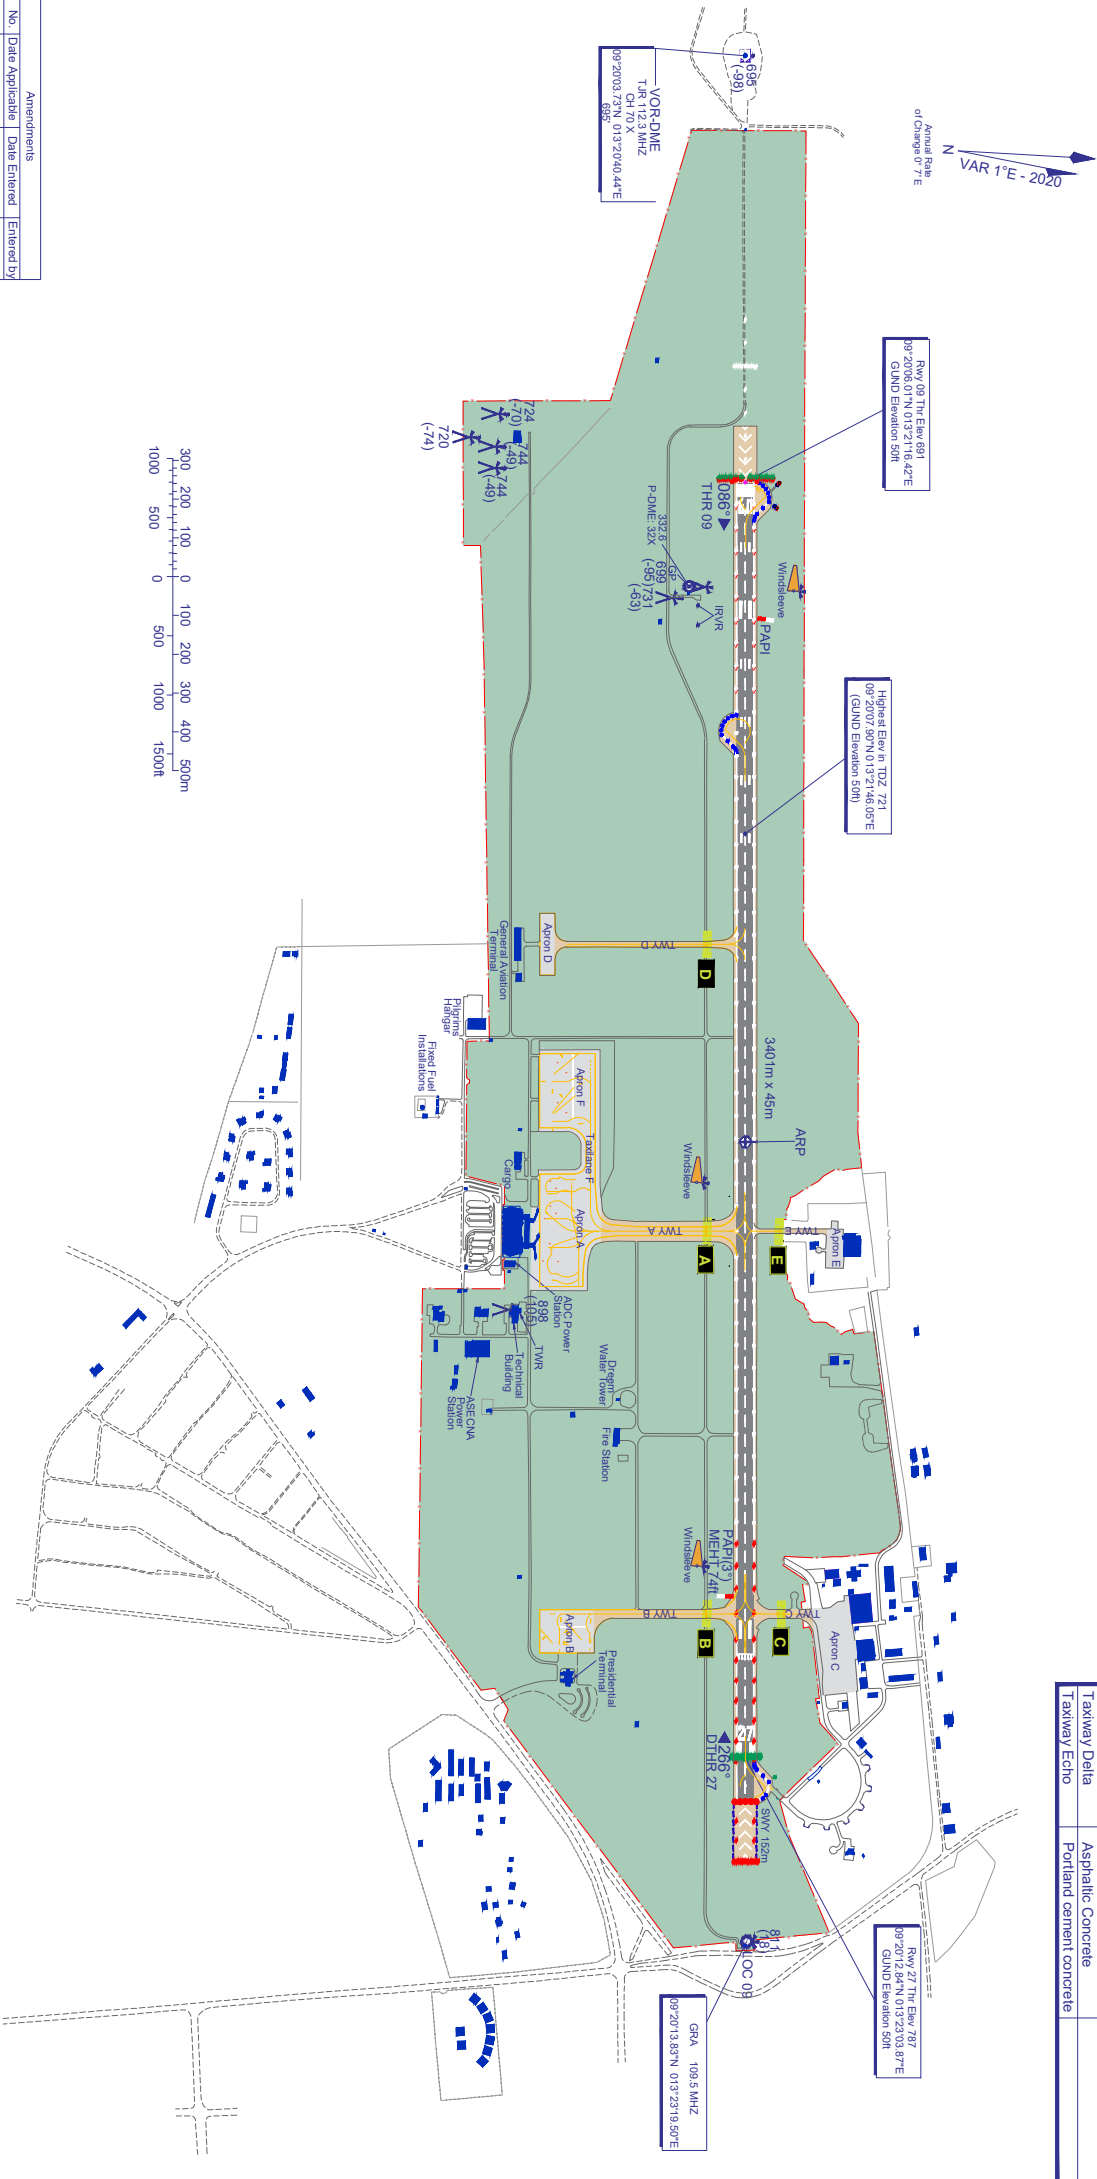 Annual Rate
of Change 0° 7' E
N
VAR 1°E - 2020
695
(-98)
VOR-DME
TJR 112.3 MHZ
CH 70 X
09°20'03.73"N 013°20'40.44"E
695'
Amendments
No.
Date Applicable
Date Entered
Entered by
Rwy 09 Thr Elev 691
09°20'06.01"N 013°21'16.42"E
GUND Elevation 50ft
724
(-70)
720
(-74)
744
(-49)
744
(-49)
086°
THR 09
332.6
P-DME: 32X
GP
699
(-95)
731
(-63)
IRVR
Windsleeve
PAPI
300 200 100 0 100 200 300 400 500m
1000 500 0 500 1000 1500ft
Highest Elev in TDZ 721
09°20'07.90"N 013°21'46.05"E
(GUND Elevation 50ft)
General Aviation
Terminal
Apron D
TWY D
D
Pilgrims
Hangar
Fixed Fuel
Installations
Apron F
Taxilane F
Cargo
Apron A
3401m x 45m
ARP
Windsleeve
TWY A
A
TWY E
E
Apron E
ADC Power
Station
898
(105)
TWR
Technical
Building
ASECNA
Power
Station
Dreem
Water Tower
Fire Station
Windsleeve
PAPI(3°)
MEHT 74ft
TWY B
B
TWY C
C
Apron C
Apron B
Presidential
Terminal
27
266°
DTHR 27
SWY 152m
Taxiway Delta
Asphaltic Concrete
Taxiway Echo
Portland cement concrete
Rwy 27 Thr Elev 787
09°20'12.84"N 013°23'03.87"E
GUND Elevation 50ft
811
(18)
LOC 09
GRA 109.5 MHZ
09°20'13.83"N 013°23'19.50"E